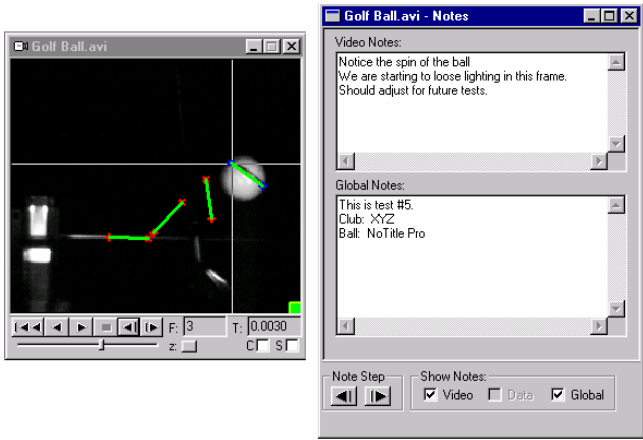 Golf Ball.avi
F: 3
T: 0.0030
z:
C
S
Golf Ball.avi - Notes
Video Notes:
Notice the spin of the ball
We are starting to loose lighting in this frame.
Should adjust for future tests.
Global Notes:
This is test #5.
Club: XYZ
Ball: NoTitle Pro
Note Step
Show Notes:
Video
Data
Global